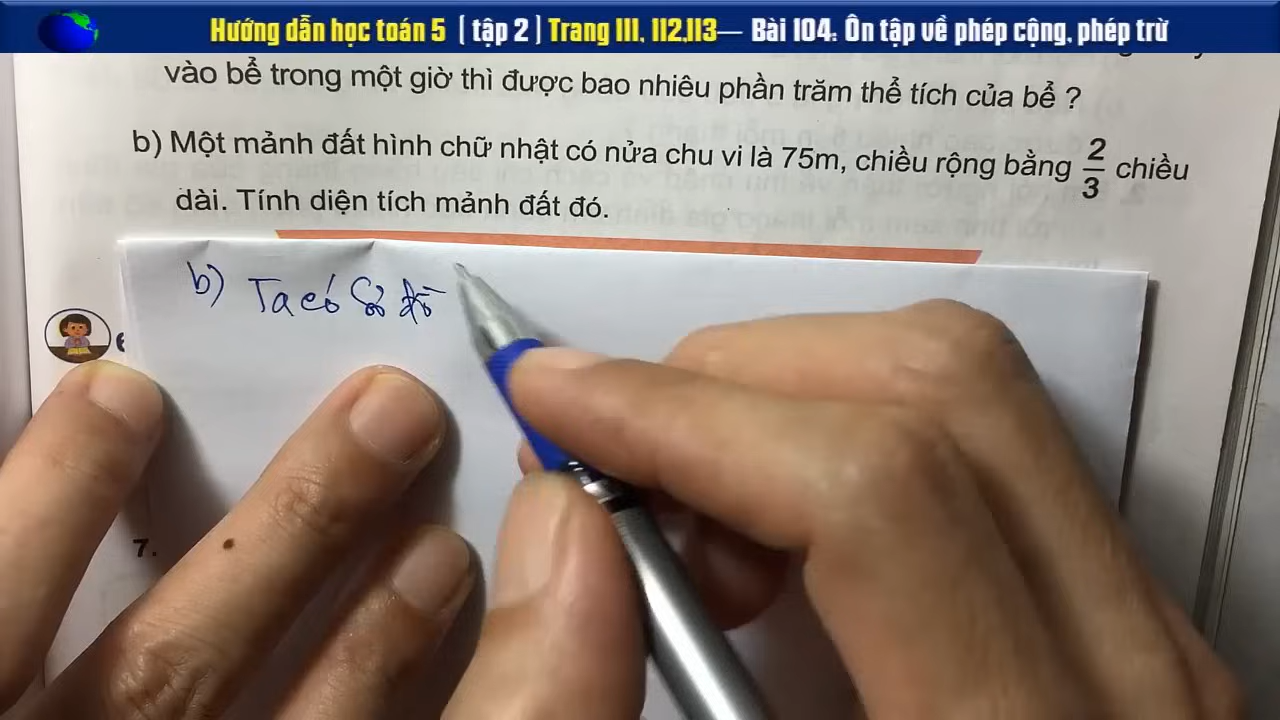 Hướng dẫn học toán 5 ( tập 2 ) Trang 111, 112,113— Bài 104: Ôn tập về phép cộng, phép trừ
vào bể trong một giờ thì được bao nhiêu phần trăm thể tích của bể ?
b) Một mảnh đất hình chữ nhật có nửa chu vi là 75m, chiều rộng bằng 2/3 chiều
dài. Tính diện tích mảnh đất đó.
b) Ta có Sơ đồ
7.